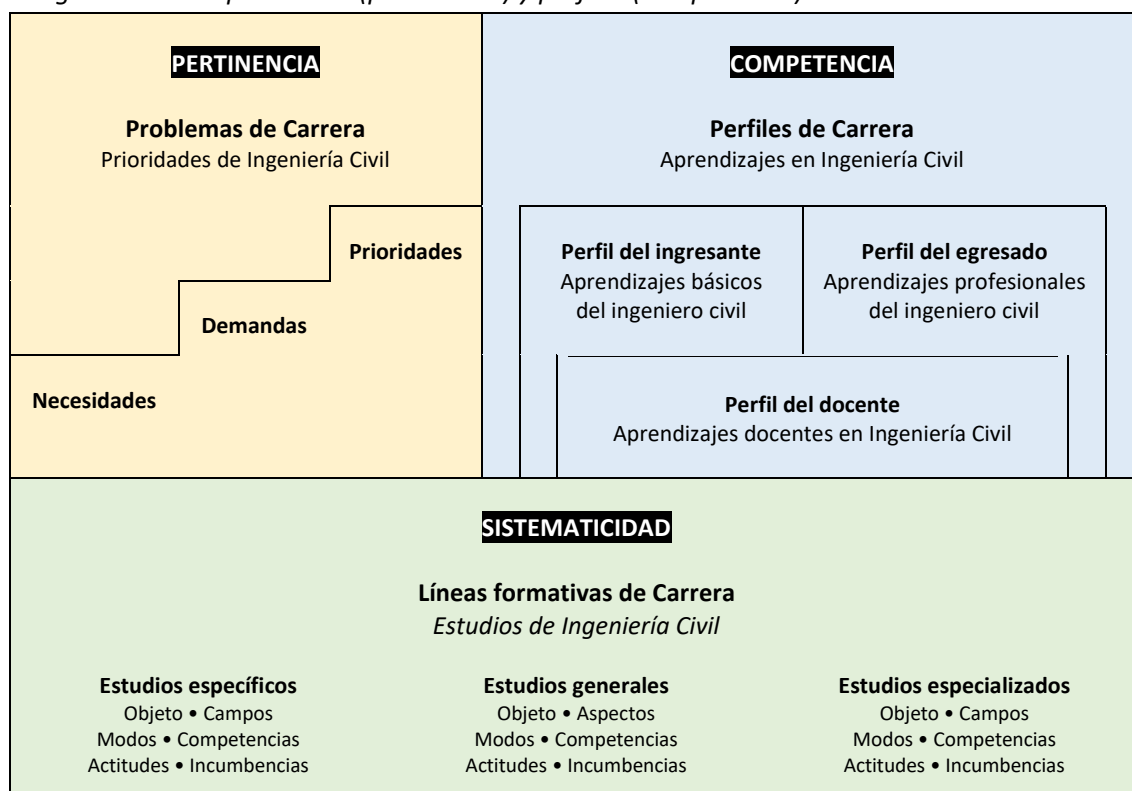 PERTINENCIA
Problemas de Carrera
Prioridades de Ingeniería Civil
Prioridades
Demandas
Necesidades
COMPETENCIA
Perfiles de Carrera
Aprendizajes en Ingeniería Civil
Perfil del ingresante
Aprendizajes básicos
del ingeniero civil
Perfil del egresado
Aprendizajes profesionales
del ingeniero civil
Perfil del docente
Aprendizajes docentes en Ingeniería Civil
SISTEMATICIDAD
Líneas formativas de Carrera
Estudios de Ingeniería Civil
Estudios específicos
Objeto • Campos
Modos • Competencias
Actitudes • Incumbencias
Estudios generales
Objeto • Aspectos
Modos • Competencias
Actitudes • Incumbencias
Estudios especializados
Objeto • Campos
Modos • Competencias
Actitudes • Incumbencias